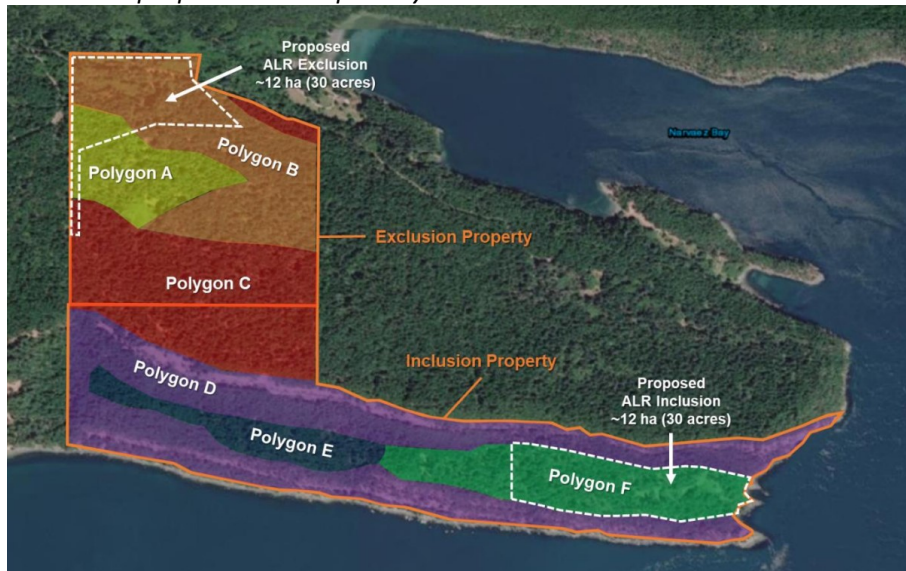 Proposed
ALR Exclusion
~12 ha (30 acres)
Narvaez Bay
Polygon B
Polygon A
Exclusion Property
Polygon C
Inclusion Property
Polygon D
Proposed
ALR Inclusion
~12 ha (30 acres)
Polygon E
Polygon F